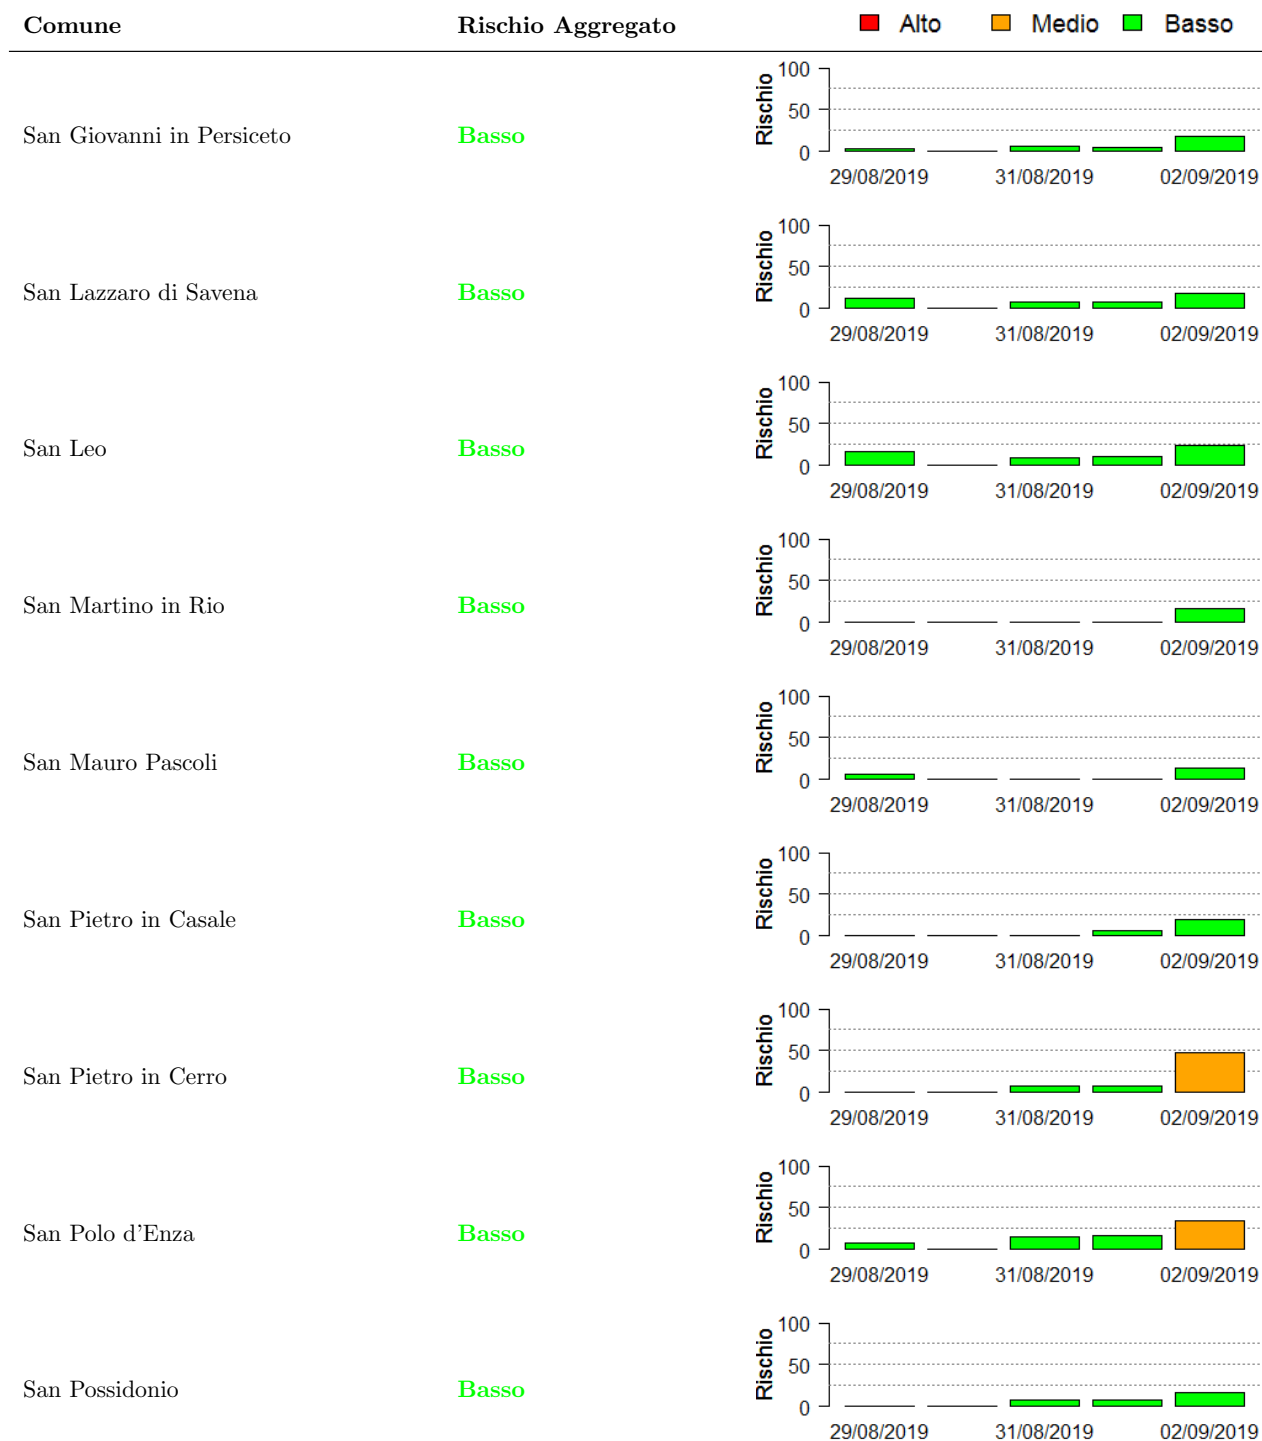 Comune Rischio Aggregato Alto Medio Basso
San Giovanni in Persiceto Basso
Rischio
100
50
0
29/08/2019 31/08/2019 02/09/2019
San Lazzaro di Savena Basso
Rischio
100
50
0
29/08/2019 31/08/2019 02/09/2019
San Leo Basso
Rischio
100
50
0
29/08/2019 31/08/2019 02/09/2019
San Martino in Rio Basso
Rischio
100
50
0
29/08/2019 31/08/2019 02/09/2019
San Mauro Pascoli Basso
Rischio
100
50
0
29/08/2019 31/08/2019 02/09/2019
San Pietro in Casale Basso
Rischio
100
50
0
29/08/2019 31/08/2019 02/09/2019
San Pietro in Cerro Basso
Rischio
100
50
0
29/08/2019 31/08/2019 02/09/2019
San Polo d'Enza Basso
Rischio
100
50
0
29/08/2019 31/08/2019 02/09/2019
San Possidonio Basso
Rischio
100
50
0
29/08/2019 31/08/2019 02/09/2019